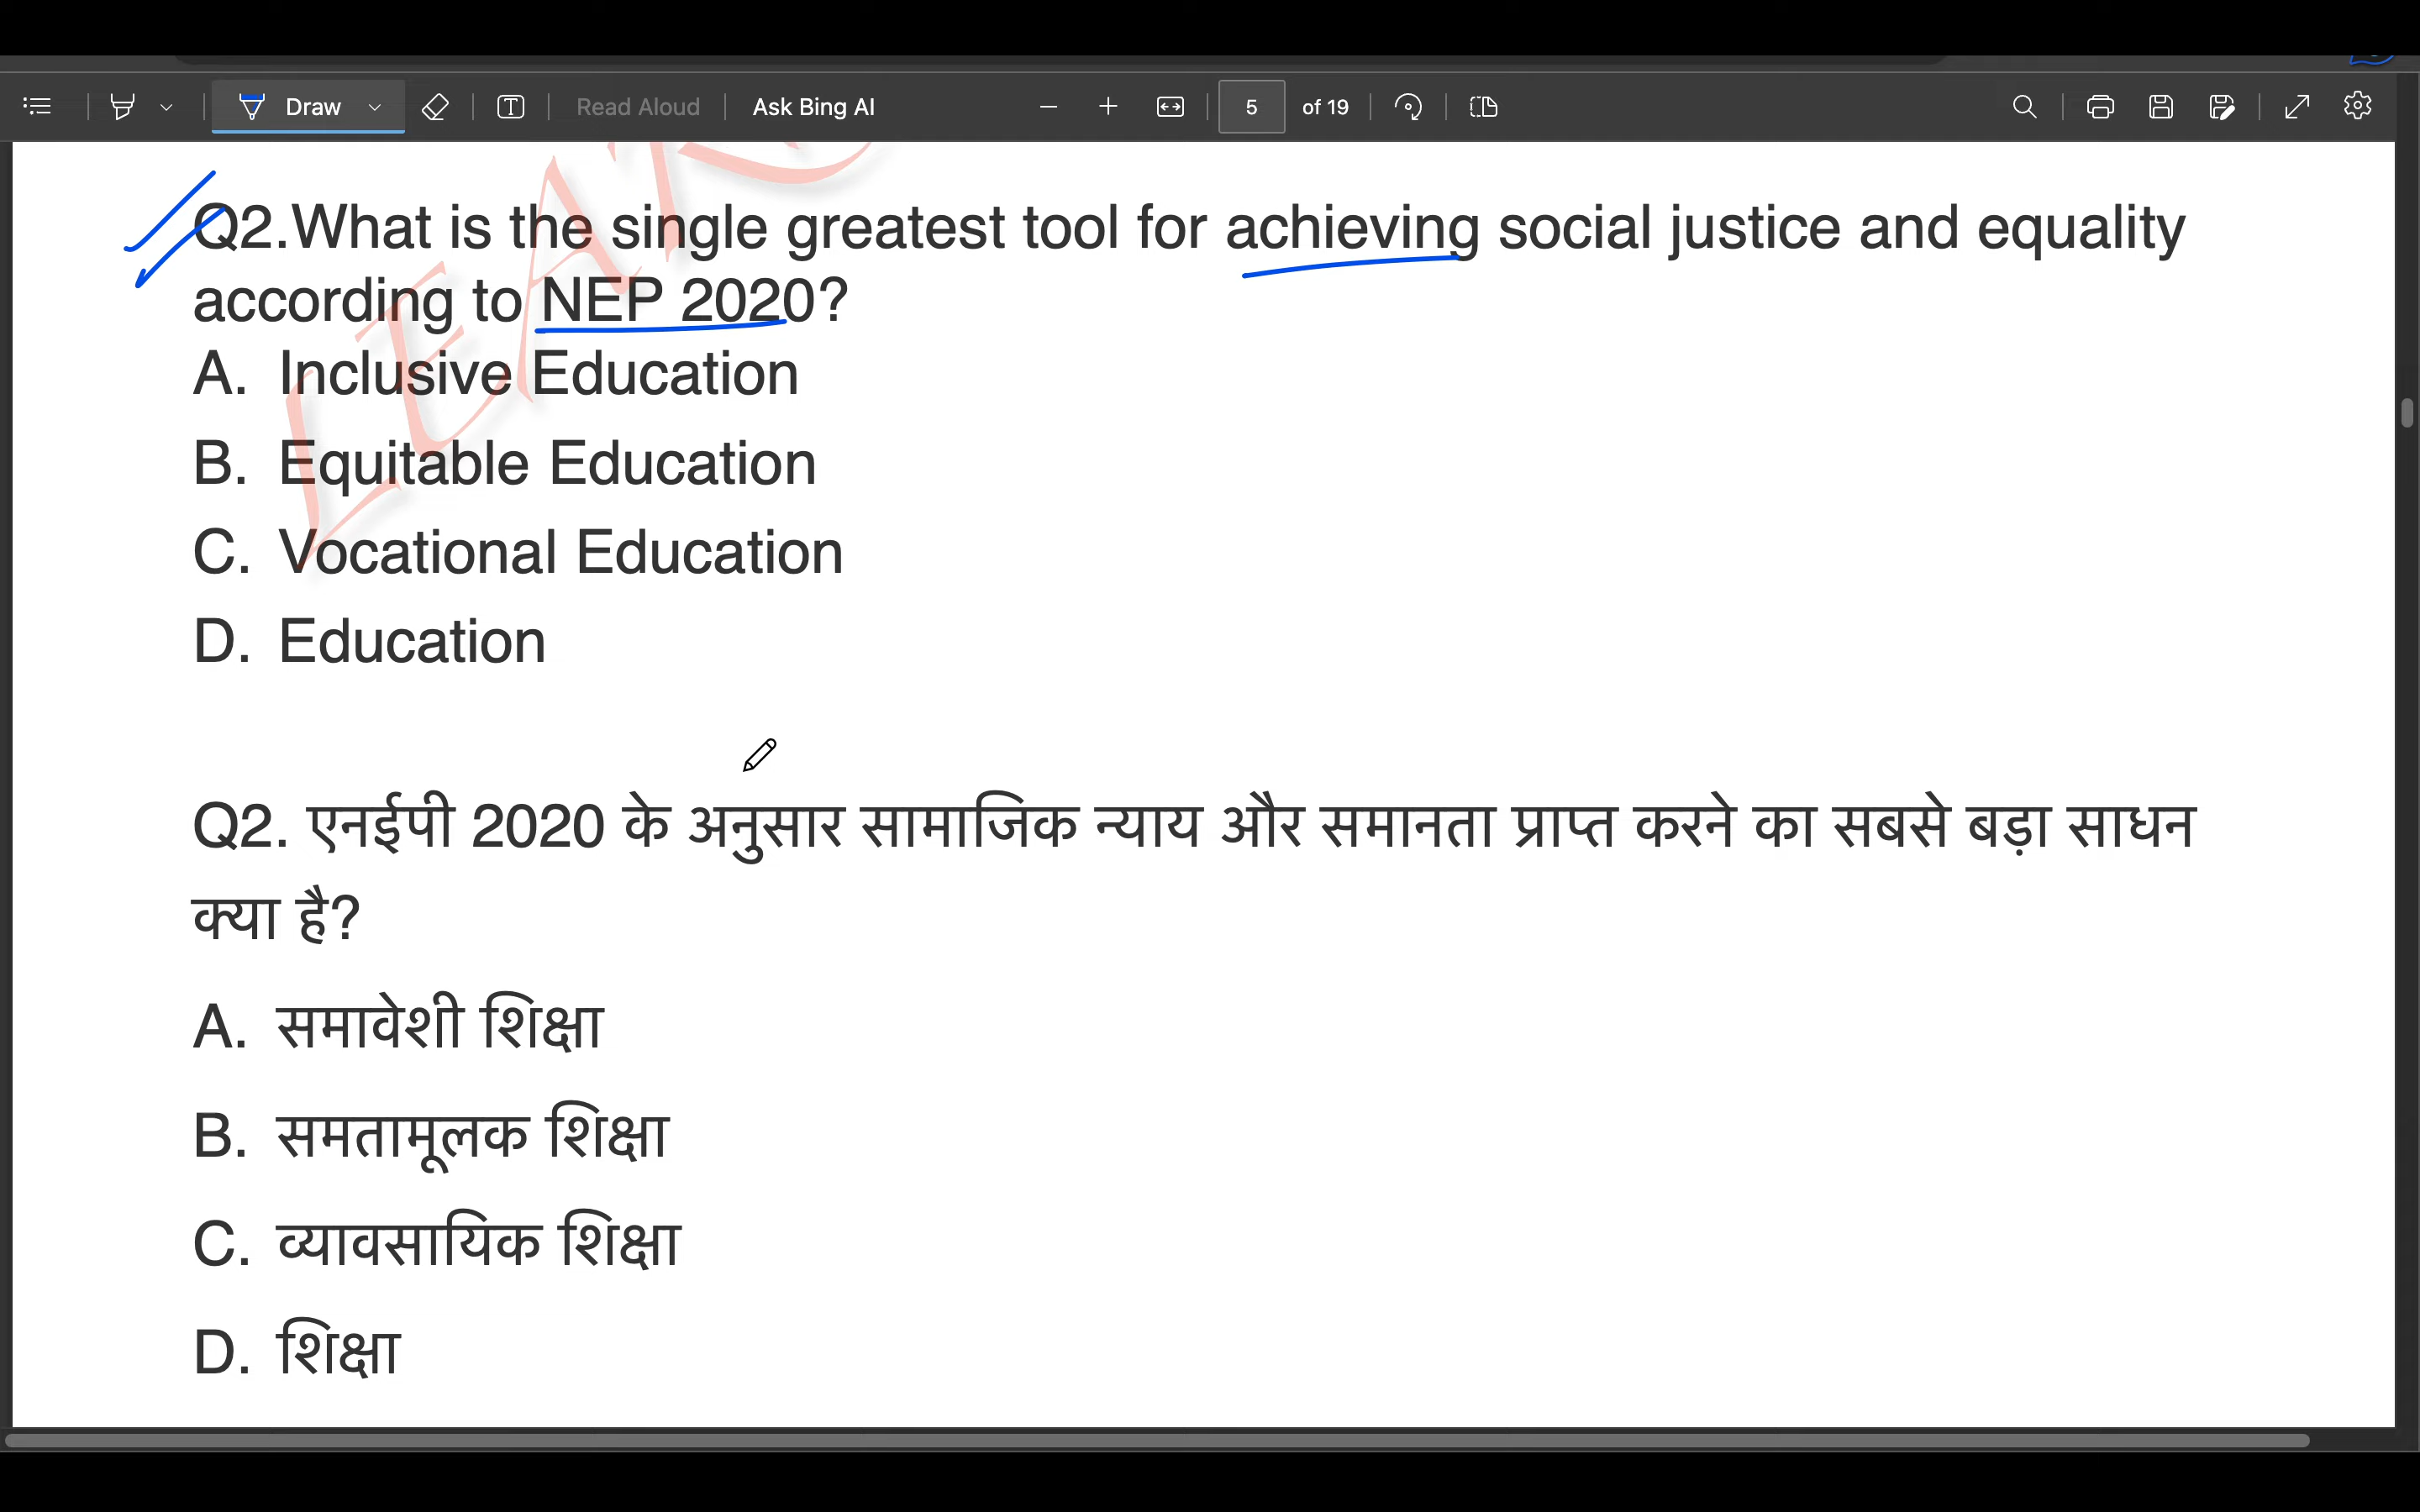 Draw
Read Aloud
Ask Bing AI
5 of 19
Q2.What is the single greatest tool for achieving social justice and equality
according to NEP 2020?
A. Inclusive Education
B. Equitable Education
C. Vocational Education
D. Education
Q2. एनईपी 2020 के अनुसार सामाजिक न्याय और समानता प्राप्त करने का सबसे बड़ा साधन
क्या है?
A. समावेशी शिक्षा
B. समतामूलक शिक्षा
C. व्यावसायिक शिक्षा
D. शिक्षा